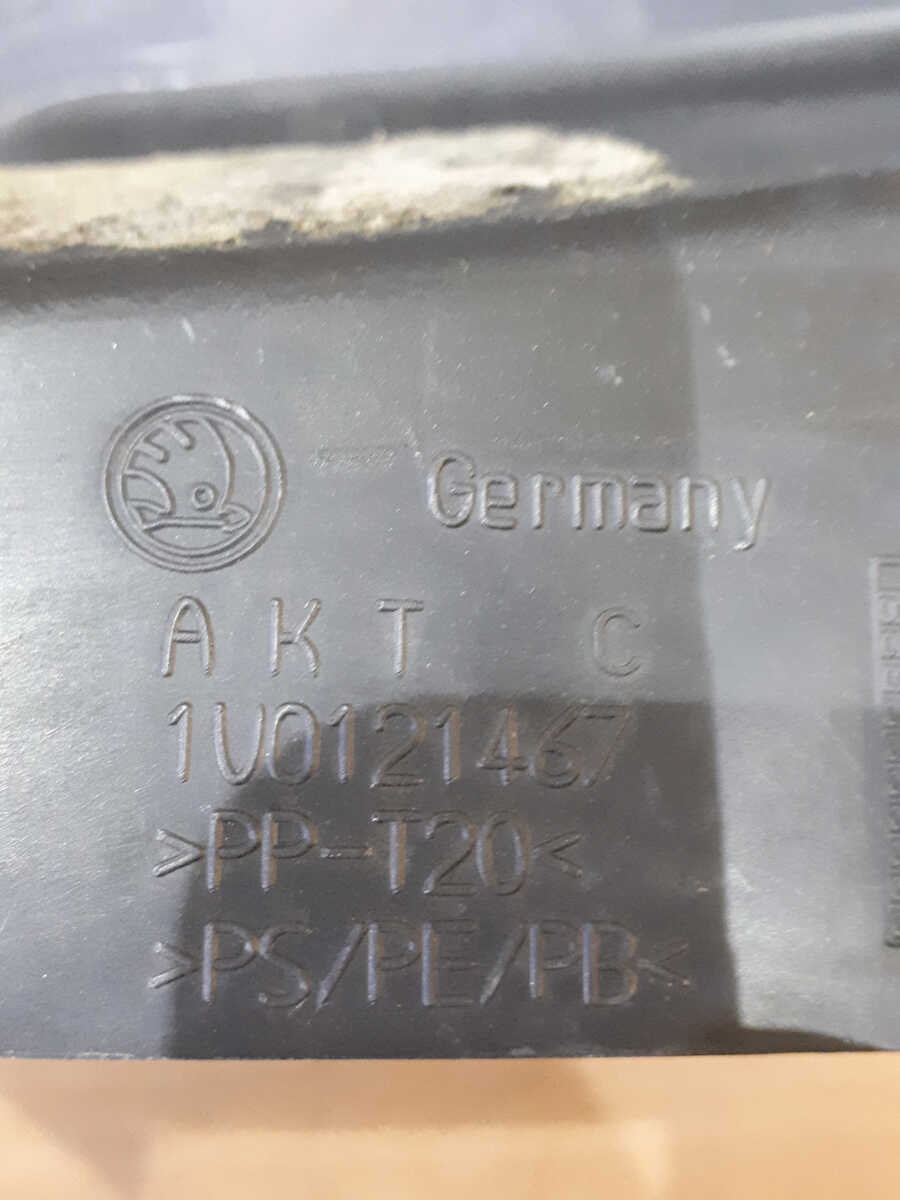 Germany
A K T C
1U0121467
>PP-T20<
>PS/PE/PB<